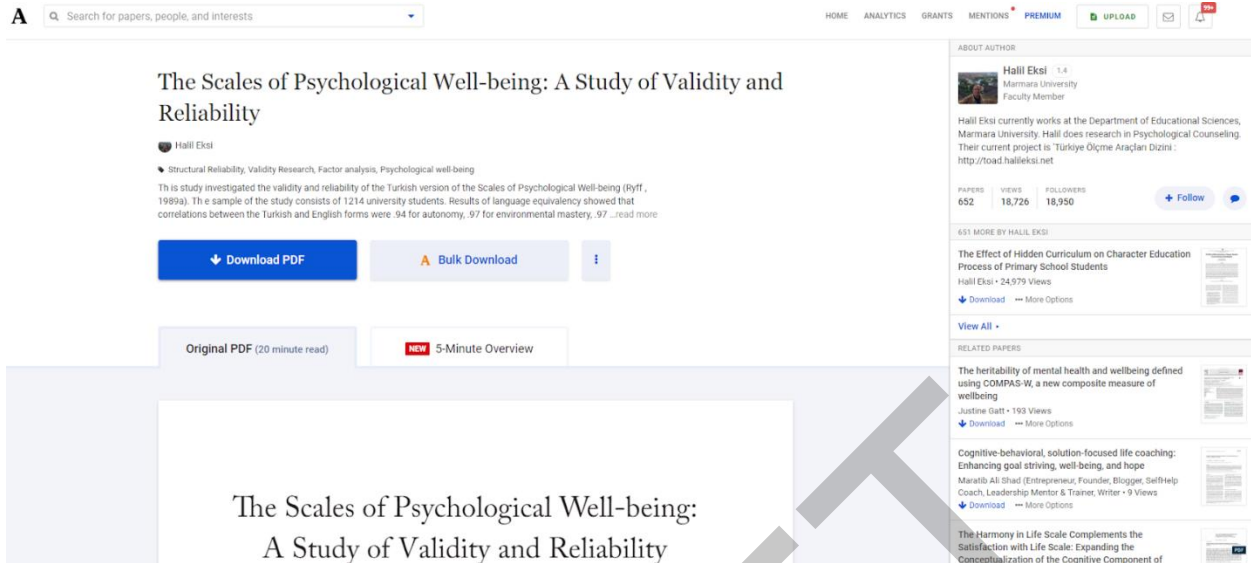 A
Search for papers, people, and interests
HOME ANALYTICS GRANTS MENTIONS PREMIUM UPLOAD 99+
The Scales of Psychological Well-being: A Study of Validity and
Reliability
Halil Eksi
Structural Reliability, Validity Research, Factor analysis, Psychological well-being
Th is study investigated the validity and reliability of the Turkish version of the Scales of Psychological Well-being (Ryff ,
1989a). Th e sample of the study consists of 1214 university students. Results of language equivalency showed that
correlations between the Turkish and English forms were .94 for autonomy, .97 for environmental mastery, .97 ...read more
Download PDF
A Bulk Download
Original PDF (20 minute read)
NEW 5-Minute Overview
The Scales of Psychological Well-being:
A Study of Validity and Reliability
ABOUT AUTHOR
Halil Eksi 1.4
Marmara University
Faculty Member
Halil Eksi currently works at the Department of Educational Sciences,
Marmara University. Halil does research in Psychological Counseling.
Their current project is 'Türkiye Ölçme Araçları Dizini :
http://toad.halileksi.net
PAPERS VIEWS FOLLOWERS
652 18,726 18,950
+ Follow
651 MORE BY HALIL EKSI
The Effect of Hidden Curriculum on Character Education
Process of Primary School Students
Halil Eksi • 24,979 Views
Download ••• More Options
View All
RELATED PAPERS
The heritability of mental health and wellbeing defined
using COMPAS-W, a new composite measure of
wellbeing
Justine Gatt • 193 Views
Download ••• More Options
Cognitive-behavioral, solution-focused life coaching:
Enhancing goal striving, well-being, and hope
Maratib Ali Shad (Entrepreneur, Founder, Blogger, SelfHelp
Coach, Leadership Mentor & Trainer, Writer • 9 Views
Download ••• More Options
The Harmony in Life Scale Complements the
Satisfaction with Life Scale: Expanding the
Conceptualization of the Cognitive Component of
PDF